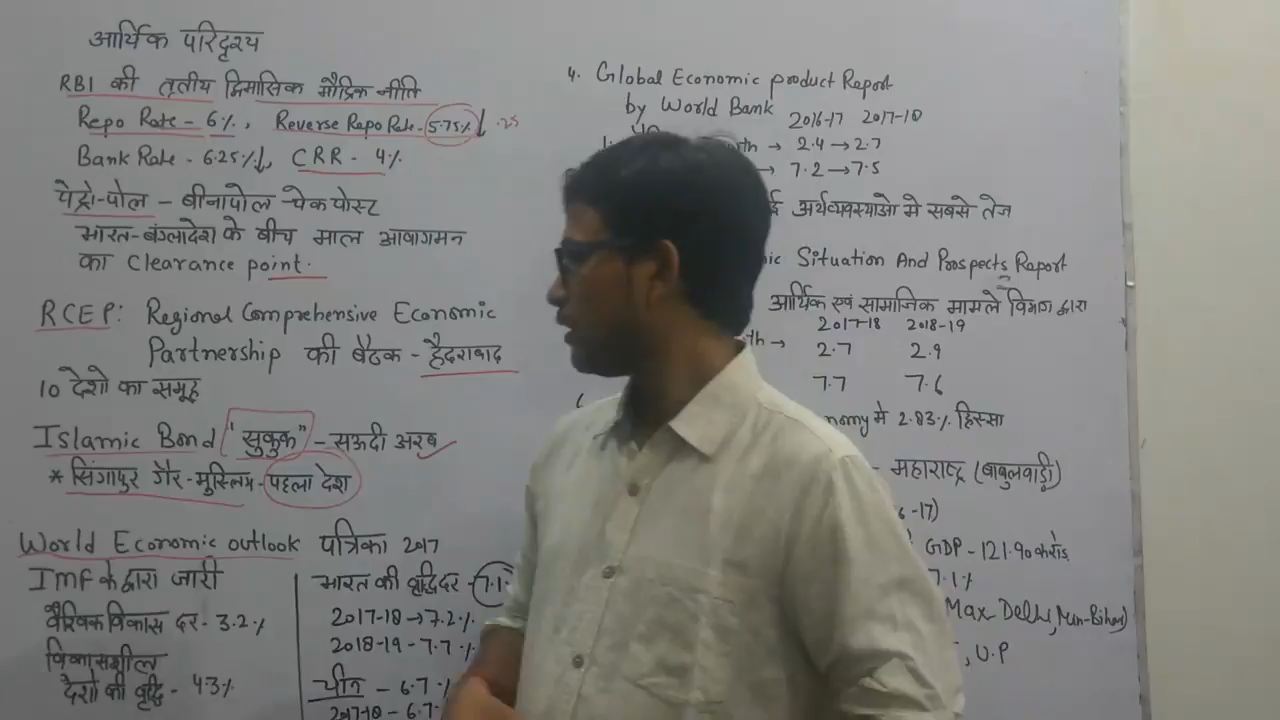 आर्थिक परिदृश्य
RBI की तृतीय द्विमासिक मौद्रिक नीति
Repo Rate - 6%, Reverse Repo Rate - 5.75%↓ .25
Bank Rate - 6.25%↓, CRR - 4%
पेट्रो-पोल - बीनापोल चेकपोस्ट
भारत-बंग्लादेश के बीच माल आवागमन
का Clearance point.
RCEP: Regional Comprehensive Economic
Partnership की बैठक - हैदराबाद
10 देशो का समूह
Islamic Bond "सुकुक" - सऊदी अरब ✓
* सिंगापुर गैर-मुस्लिम - पहला देश
World Economic outlook पत्रिका 2017
IMF के द्वारा जारी
वैश्विक विकास दर - 3.2%
विकासशील
देशो की वृद्धि - 4.3%
भारत की वृद्धिदर - 7.1
2017-18 → 7.2%
2018-19 - 7.7%
चीन - 6.7%
2017-18 - 6.7
4. Global Economic product Report
by World Bank
2016-17 2017-18
→ 2.4 → 2.7
→ 7.2 → 7.5
अर्थव्यवस्थाओ मे सबसे तेज
Situation And Prospects Report
आर्थिक एवं सामाजिक मामले विभाग द्वारा
2017-18 2018-19
→ 2.7 2.9
7.7 7.6
मे 2.83% हिस्सा
- महाराष्ट्र (बाबुलवाड़ी)
-17)
GDP - 121.90 करोड़
7.1%
Max Delhi, Min-Bihar)
, U.P